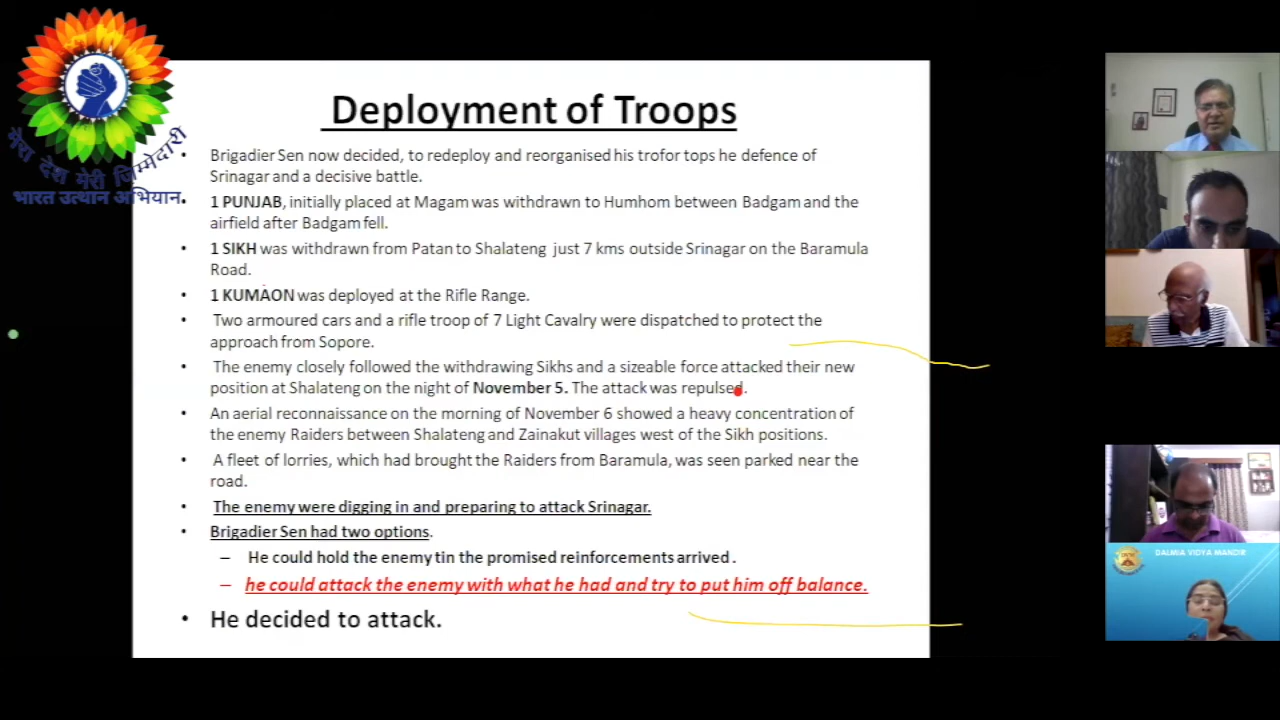 Deployment of Troops
Brigadier Sen now decided, to redeploy and reorganised his trofor tops he defence of
Srinagar and a decisive battle.
1 PUNJAB, initially placed at Magam was withdrawn to Humhom between Badgam and the
airfield after Badgam fell.
1 SIKH was withdrawn from Patan to Shalateng just 7 kms outside Srinagar on the Baramula
Road.
1 KUMAON was deployed at the Rifle Range.
Two armoured cars and a rifle troop of 7 Light Cavalry were dispatched to protect the
approach from Sopore.
The enemy closely followed the withdrawing Sikhs and a sizeable force attacked their new
position at Shalateng on the night of November 5. The attack was repulsed.
An aerial reconnaissance on the morning of November 6 showed a heavy concentration of
the enemy Raiders between Shalateng and Zainakut villages west of the Sikh positions.
A fleet of lorries, which had brought the Raiders from Baramula, was seen parked near the
road.
The enemy were digging in and preparing to attack Srinagar.
Brigadier Sen had two options.
– He could hold the enemy tin the promised reinforcements arrived .
– he could attack the enemy with what he had and try to put him off balance.
He decided to attack.
मेरा देश मेरी ज़िम्मेदारी
भारत उत्थान अभियान
DALMIA VIDYA MANDIR